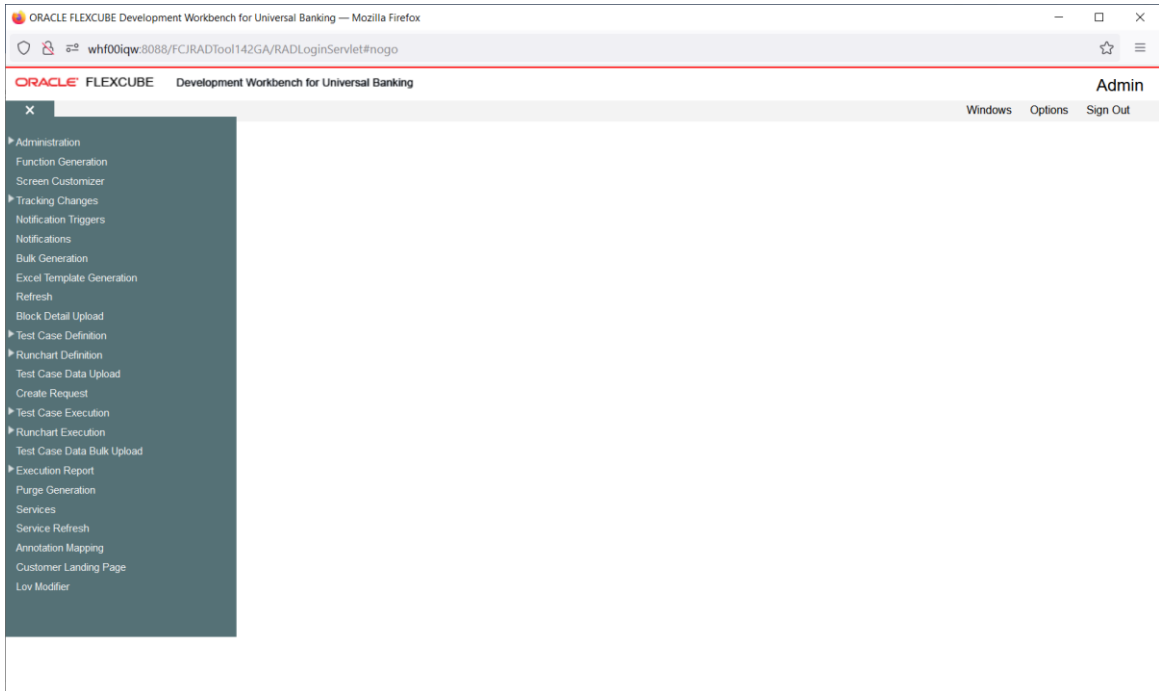 ORACLE FLEXCUBE Development Workbench for Universal Banking — Mozilla Firefox
whf00iqw:8088/FCJRADTool142GA/RADLoginServlet#nogo
ORACLE FLEXCUBE Development Workbench for Universal Banking
Admin
Windows Options Sign Out
Administration
Function Generation
Screen Customizer
Tracking Changes
Notification Triggers
Notifications
Bulk Generation
Excel Template Generation
Refresh
Block Detail Upload
Test Case Definition
Runchart Definition
Test Case Data Upload
Create Request
Test Case Execution
Runchart Execution
Test Case Data Bulk Upload
Execution Report
Purge Generation
Services
Service Refresh
Annotation Mapping
Customer Landing Page
Lov Modifier